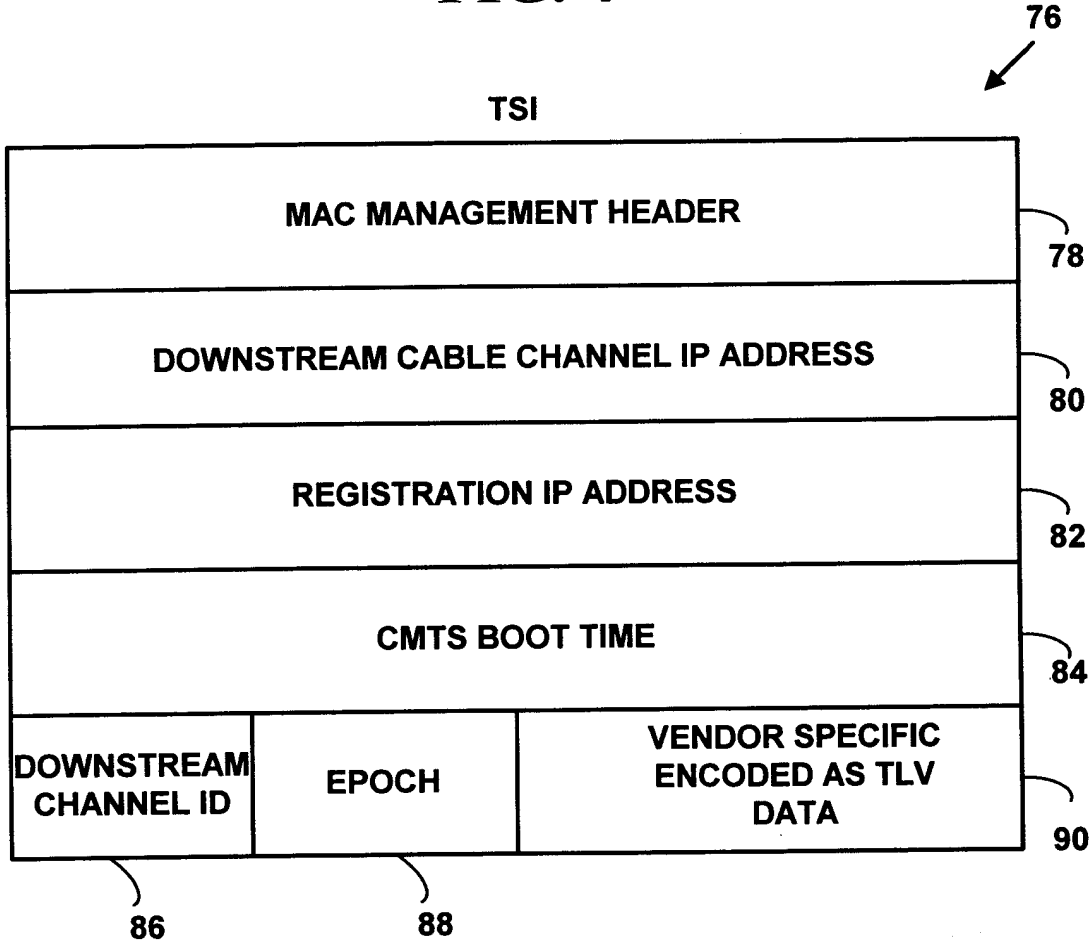 76
TSI
MAC MANAGEMENT HEADER
78
DOWNSTREAM CABLE CHANNEL IP ADDRESS
80
REGISTRATION IP ADDRESS
82
CMTS BOOT TIME
84
DOWNSTREAM
CHANNEL ID
EPOCH
VENDOR SPECIFIC
ENCODED AS TLV
DATA
90
86
88